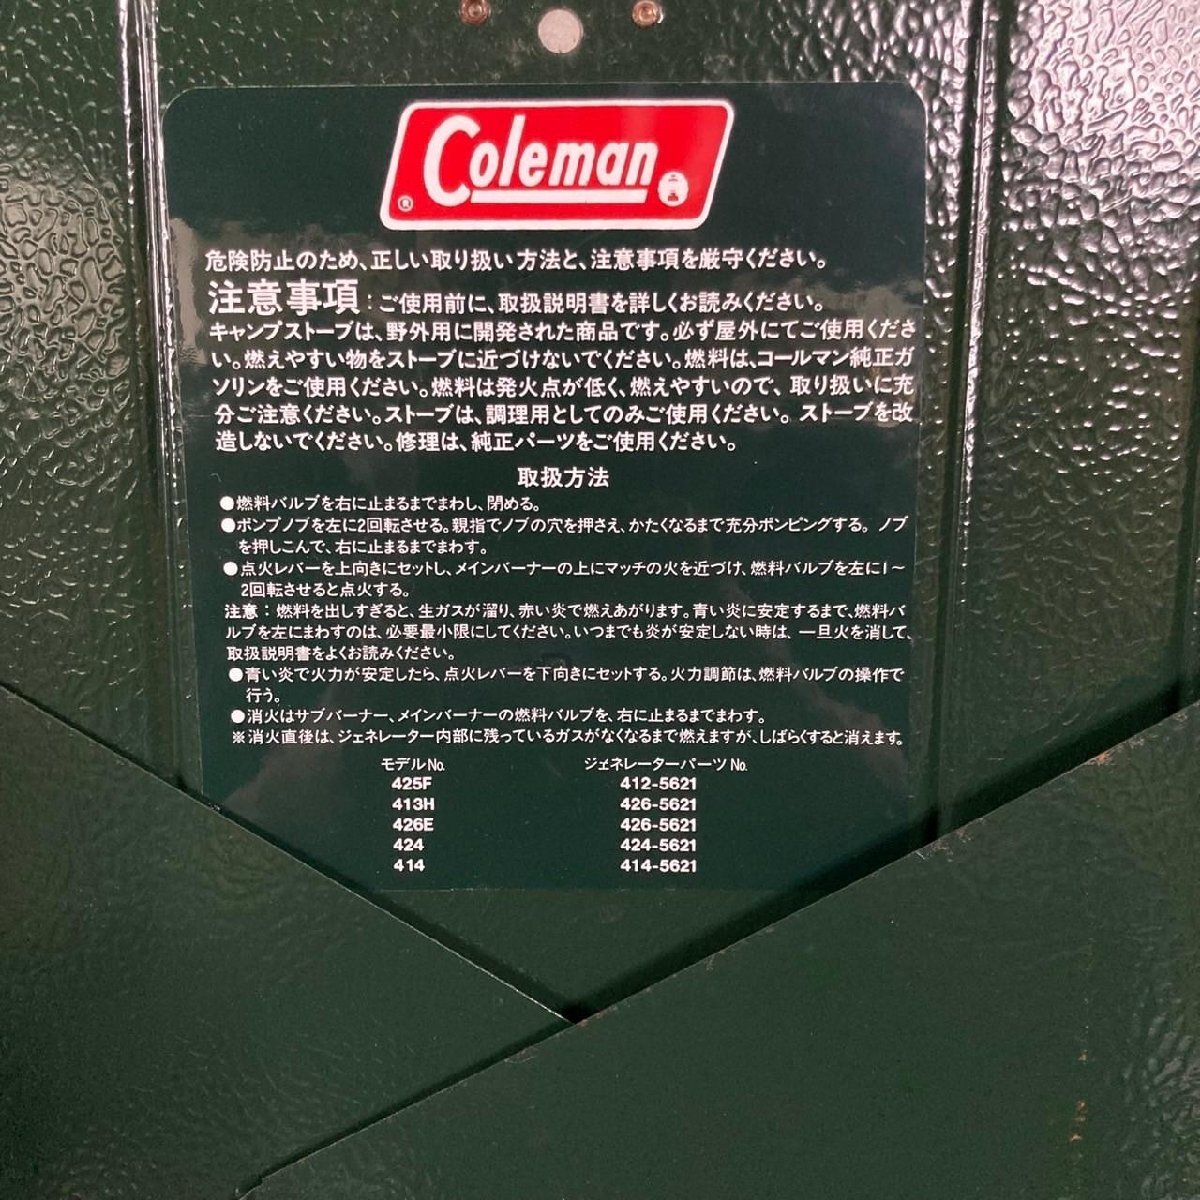 Coleman
®
危険防止のため、正しい取り扱い方法と、注意事項を厳守ください。
注意事項：ご使用前に、取扱説明書を詳しくお読みください。
キャンプストーブは、野外用に開発された商品です。必ず屋外にてご使用くださ
い。燃えやすい物をストーブに近づけないでください。燃料は、コールマン純正ガ
ソリンをご使用ください。燃料は発火点が低く、燃えやすいので、取り扱いに充
分ご注意ください。ストーブは、調理用としてのみご使用ください。ストーブを改
造しないでください。修理は、純正パーツをご使用ください。
取扱方法
●燃料バルブを右に止まるまでまわし、閉める。
●ポンプノブを左に2回転させる。親指でノブの穴を押さえ、かたくなるまで充分ポンピングする。ノブ
を押しこんで、右に止まるまでまわす。
●点火レバーを上向きにセットし、メインバーナーの上にマッチの火を近づけ、燃料バルブを左に1～
2回転させると点火する。
注意：燃料を出しすぎると、生ガスが溜り、赤い炎で燃えあがります。青い炎に安定するまで、燃料バ
ルブを左にまわすのは、必要最小限にしてください。いつまでも炎が安定しない時は、一旦火を消して、
取扱説明書をよくお読みください。
●青い炎で火力が安定したら、点火レバーを下向きにセットする。火力調節は、燃料バルブの操作で
行う。
●消火はサブバーナー、メインバーナーの燃料バルブを、右に止まるまでまわす。
※消火直後は、ジェネレーター内部に残っているガスがなくなるまで燃えますが、しばらくすると消えます。
モデルNo. ジェネレーターパーツNo.
425F 412-5621
413H 426-5621
426E 426-5621
424 424-5621
414 414-5621